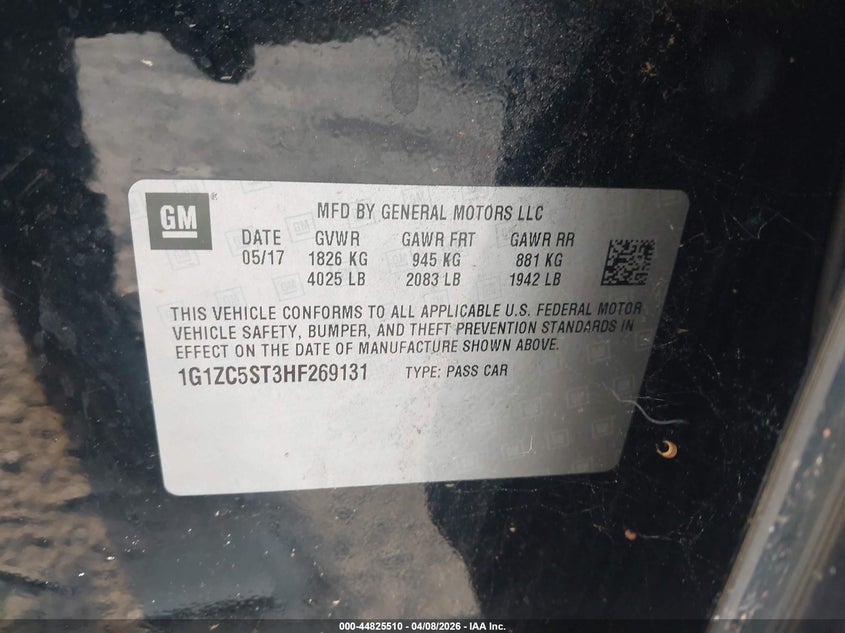 GM
MFD BY GENERAL MOTORS LLC
DATE GVWR GAWR FRT GAWR RR
05/17 1826 KG 945 KG 881 KG
4025 LB 2083 LB 1942 LB
THIS VEHICLE CONFORMS TO ALL APPLICABLE U.S. FEDERAL MOTOR
VEHICLE SAFETY, BUMPER, AND THEFT PREVENTION STANDARDS IN
EFFECT ON THE DATE OF MANUFACTURE SHOWN ABOVE.
1G1ZC5ST3HF269131 TYPE: PASS CAR
000-44825510 - 04/08/2026 - IAA Inc.